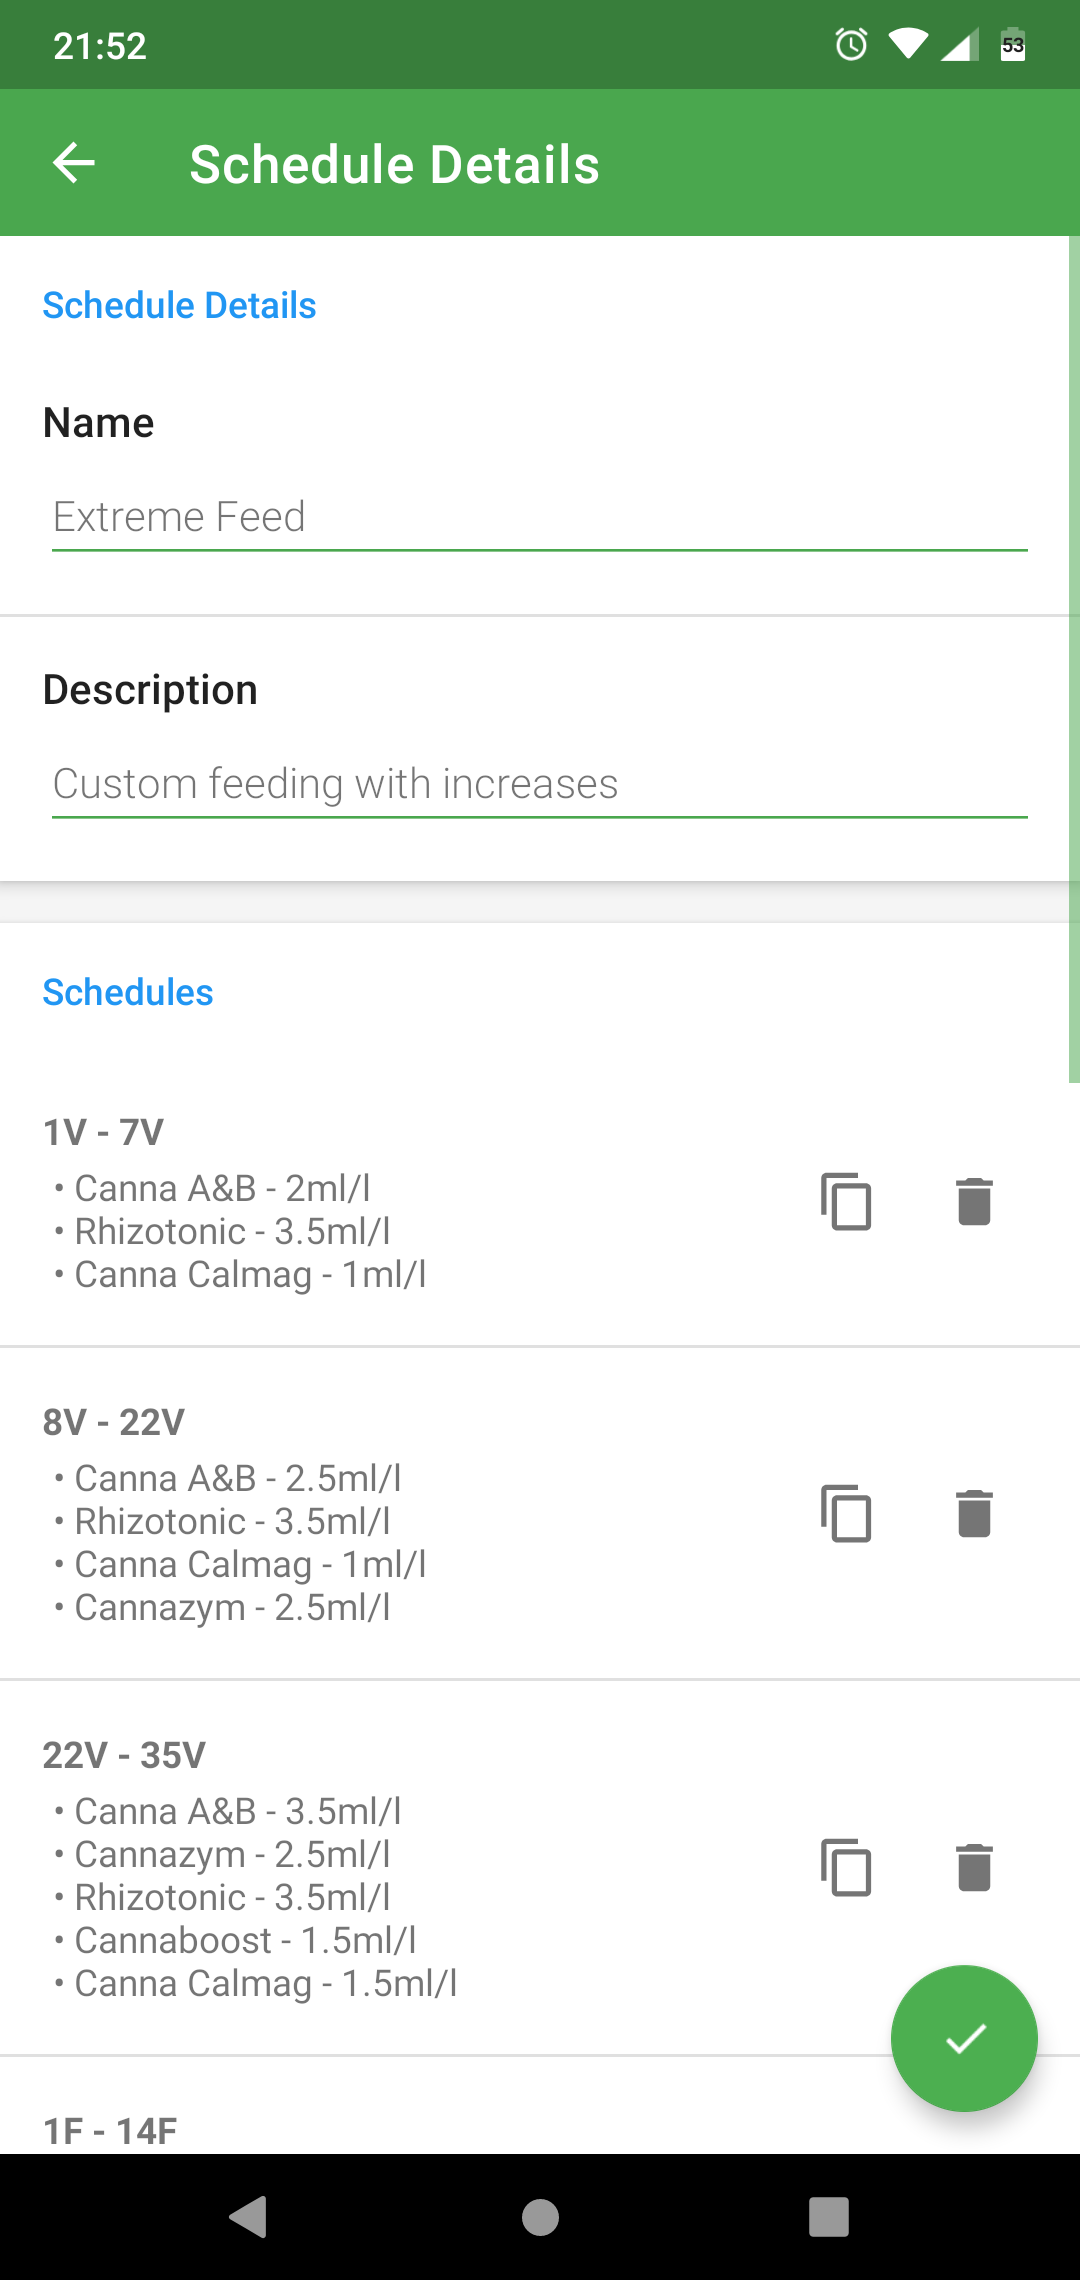 21:52
53
Schedule Details
Schedule Details
Name
Extreme Feed
Description
Custom feeding with increases
Schedules
1V - 7V
• Canna A&B - 2ml/l
• Rhizotonic - 3.5ml/l
• Canna Calmag - 1ml/l
8V - 22V
• Canna A&B - 2.5ml/l
• Rhizotonic - 3.5ml/l
• Canna Calmag - 1ml/l
• Cannazym - 2.5ml/l
22V - 35V
• Canna A&B - 3.5ml/l
• Cannazym - 2.5ml/l
• Rhizotonic - 3.5ml/l
• Cannaboost - 1.5ml/l
• Canna Calmag - 1.5ml/l
1F - 14F